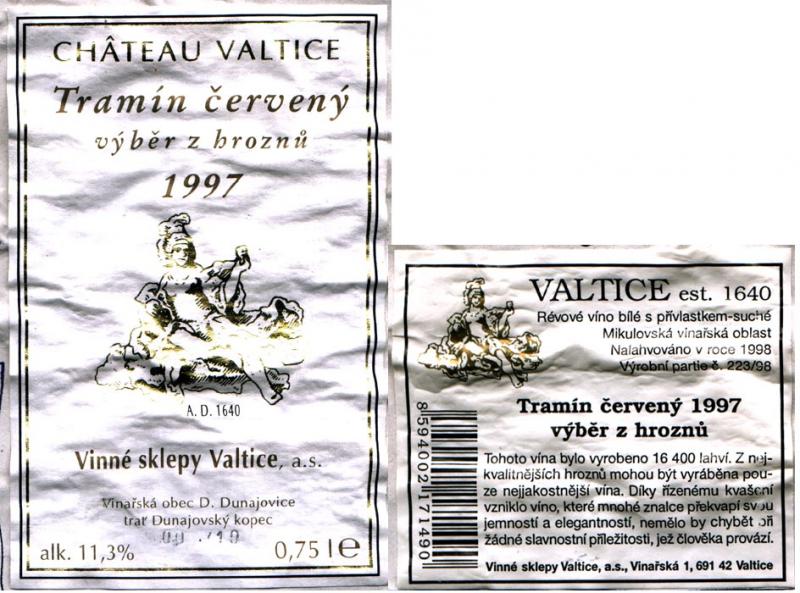 CHÂTEAU VALTICE
Tramín červený
výběr z hroznů
1997
A. D. 1640
Vinné sklepy Valtice, a.s.
Vinařská obec D. Dunajovice
trať Dunajovský kopec
alk. 11,3%
0,75 l e
VALTICE est. 1640
Révové víno bílé s přívlastkem-suché
Mikulovská vinařská oblast
Nalahvováno v roce 1998
Výrobní partie č. 223/98
Tramín červený 1997
výběr z hroznů
Tohoto vína bylo vyrobeno 16 400 lahví. Z nej-
kvalitnějších hroznů mohou být vyráběna pou-
ze nejjakostnější vína. Díky řízenému kvašení
vzniklo víno, které mnohé znalce překvapí svou
jemností a elegantností, nemělo by chybět při
žádné slavnostní příležitosti, jež člověka provází.
8594002171490
Vinné sklepy Valtice, a.s., Vinařská 1, 691 42 Valtice